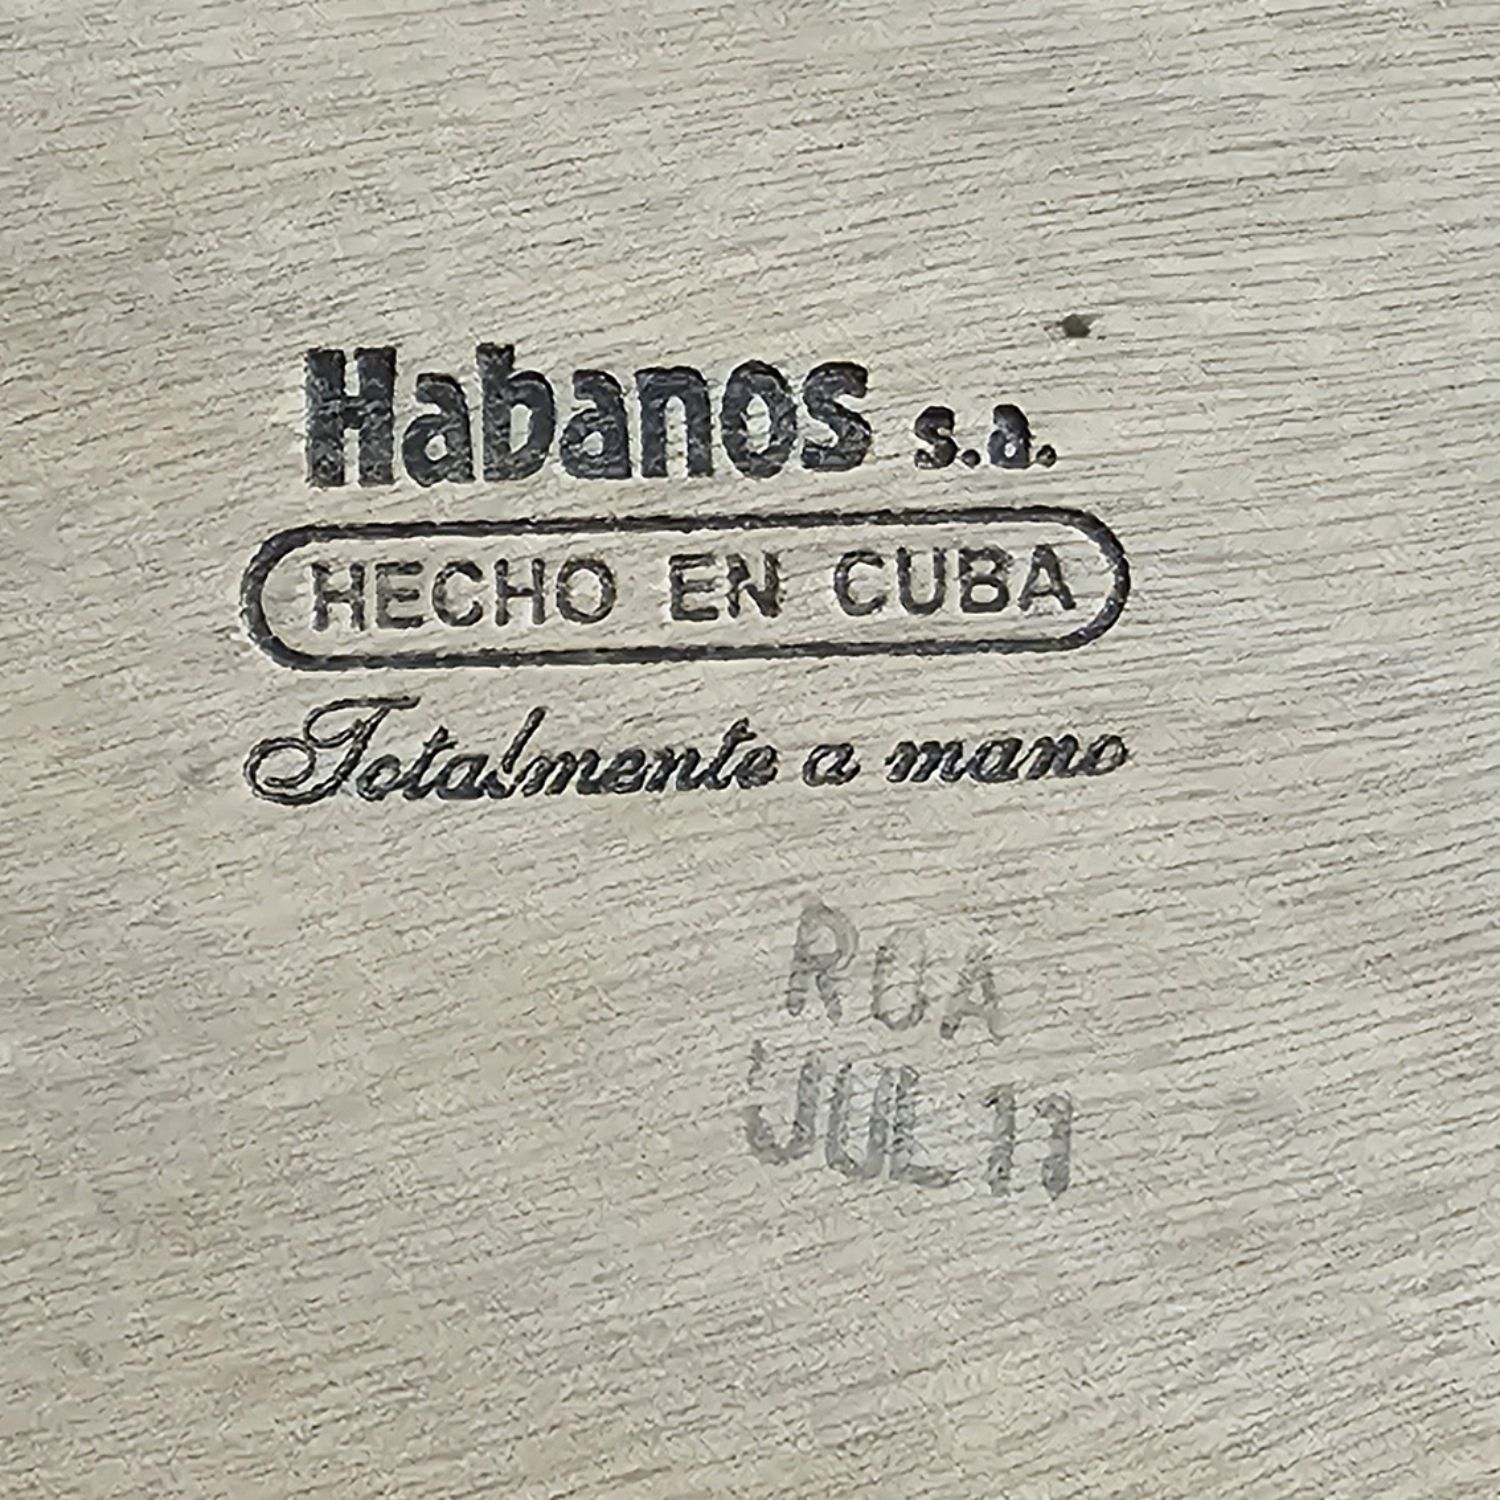 Habanos s.a.
HECHO EN CUBA
Totalmente a mano
RUA
JUL 11